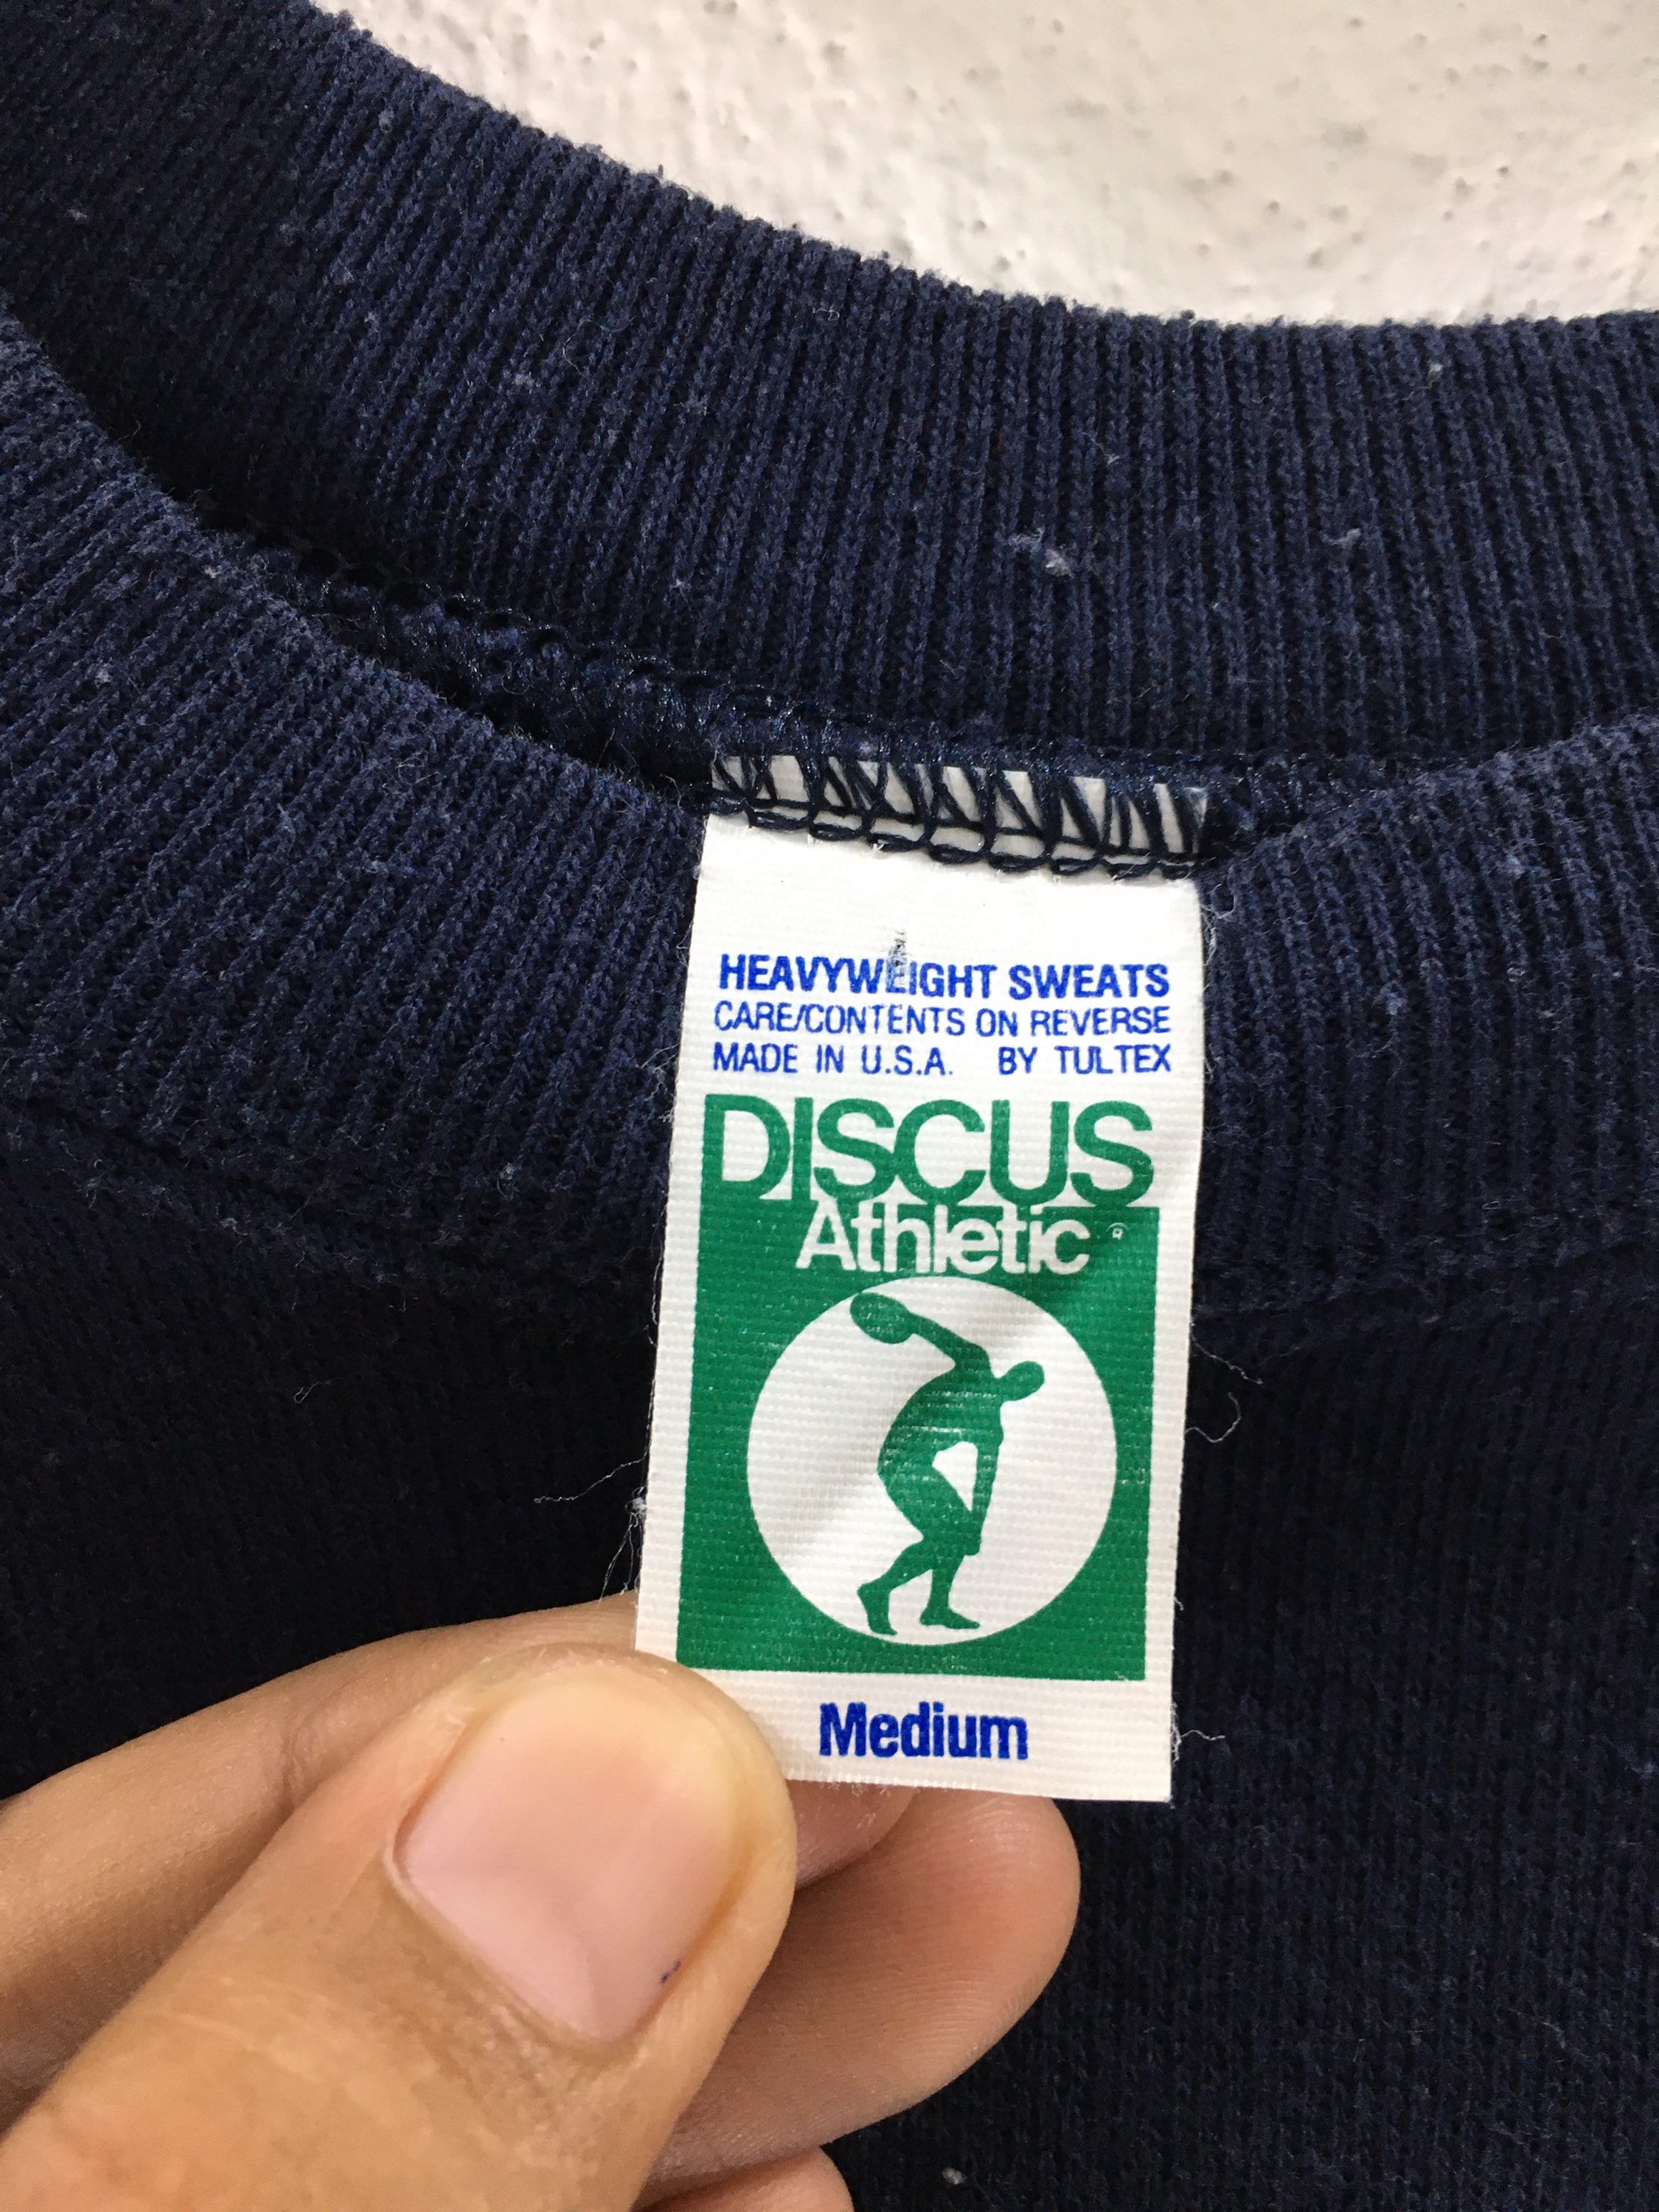 HEAVYWEIGHT SWEATS
CARE/CONTENTS ON REVERSE
MADE IN U.S.A. BY TULTEX
DISCUS
Athletic ®
Medium